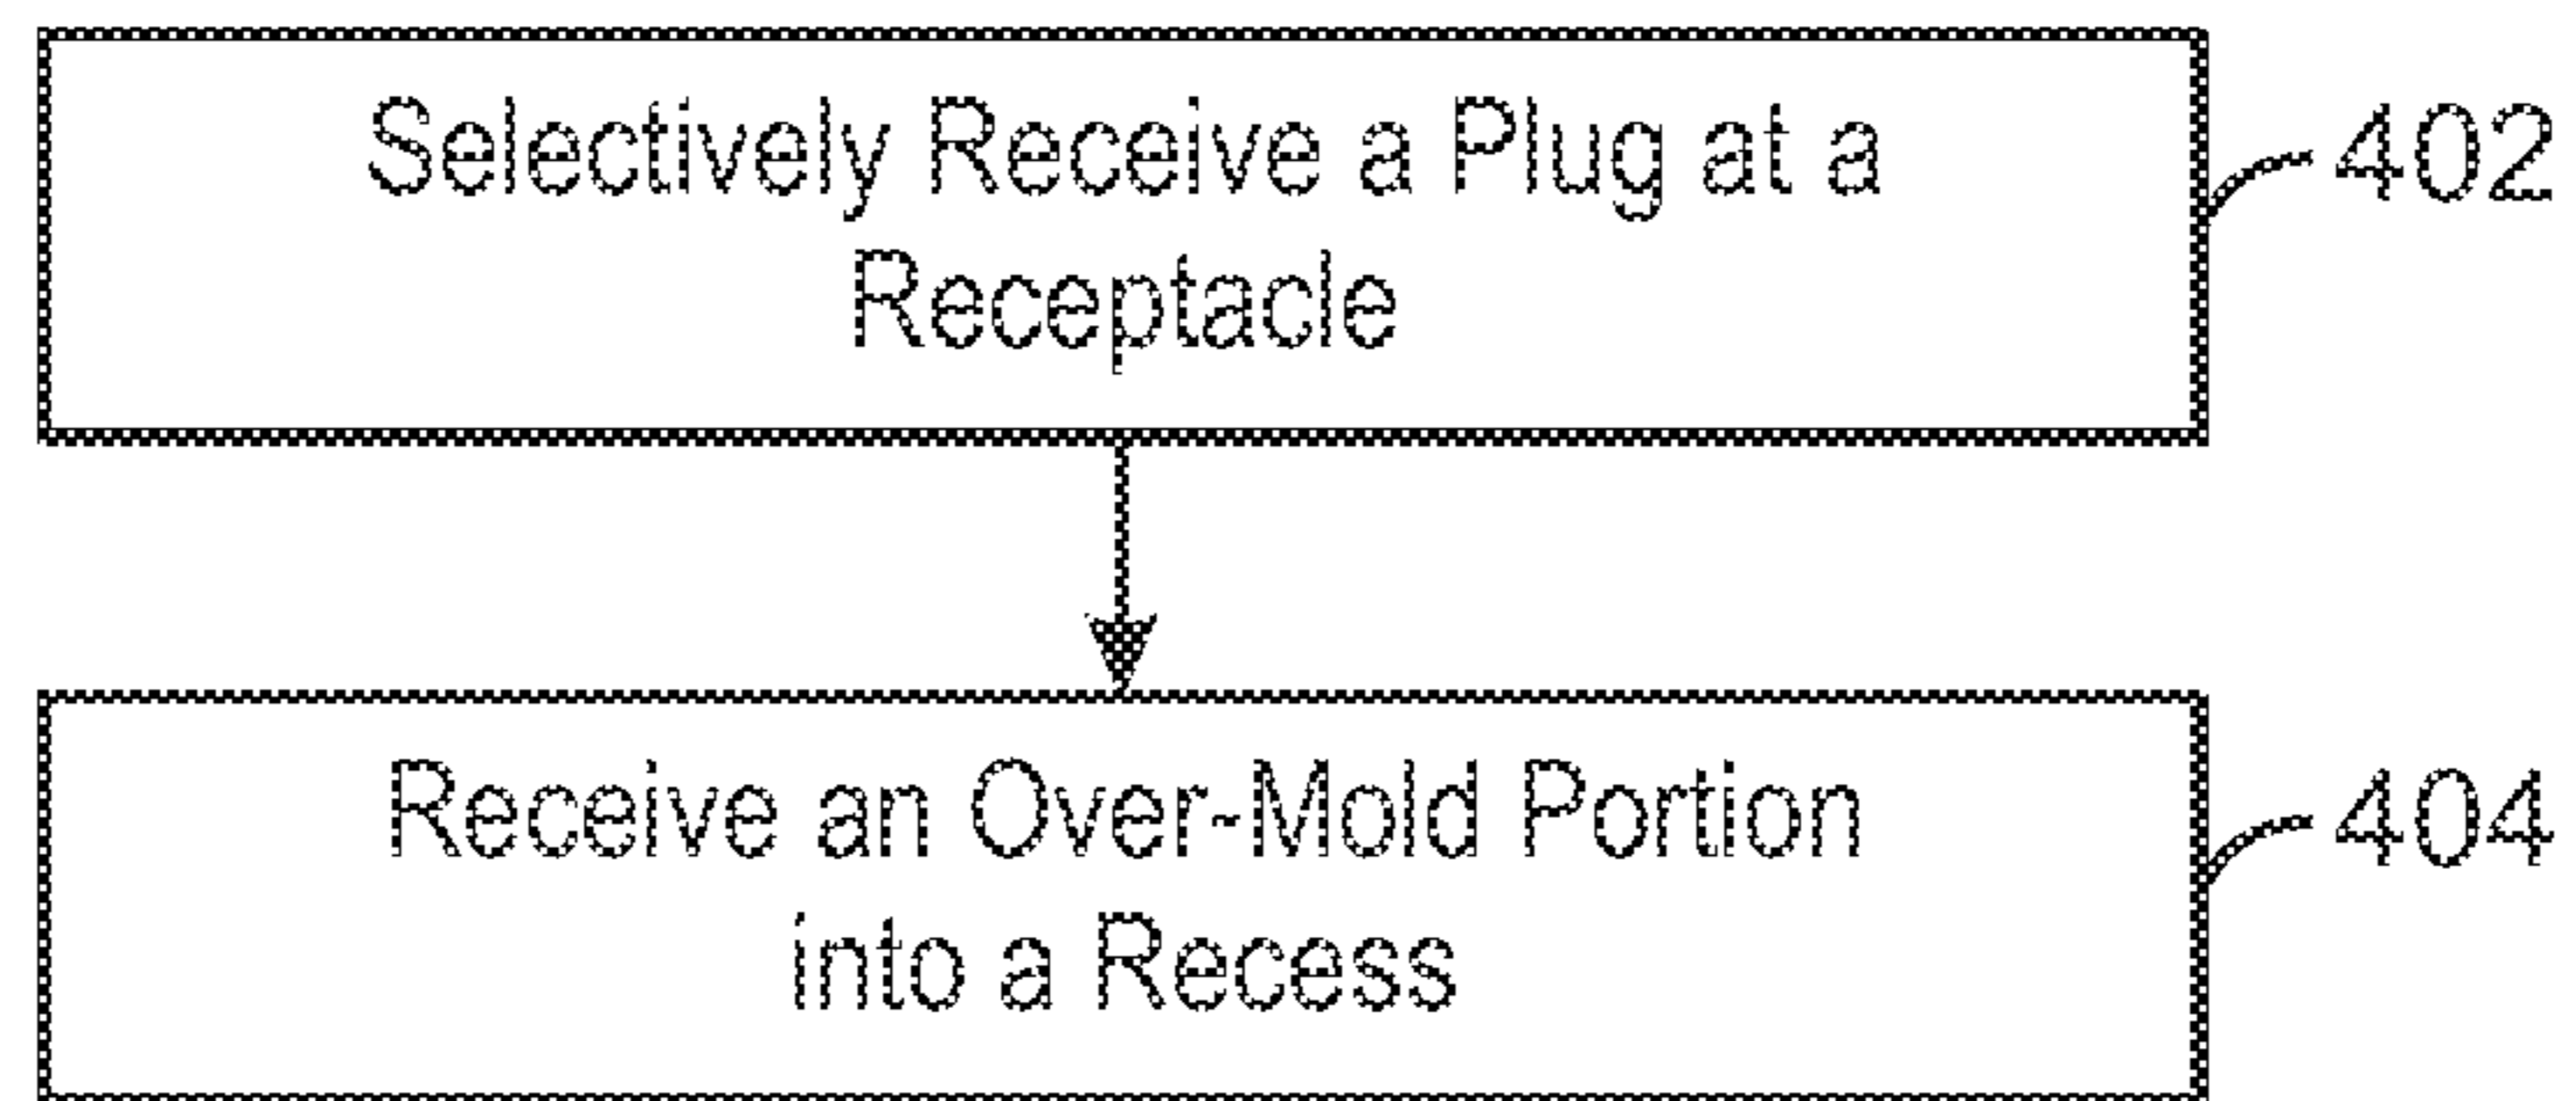 Selectively Receive a Plug at a
Receptacle
402
Receive an Over-Mold Portion
into a Recess
404